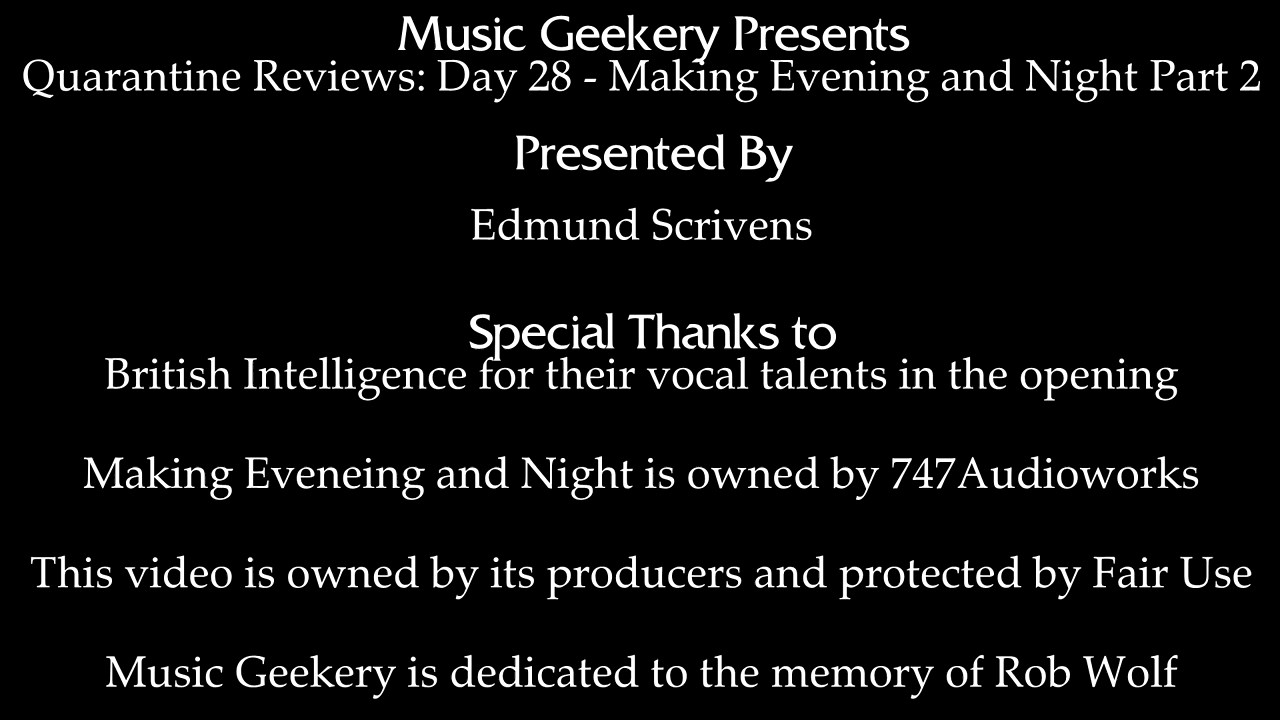 Music Geekery Presents
Quarantine Reviews: Day 28 - Making Evening and Night Part 2
Presented By
Edmund Scrivens
Special Thanks to
British Intelligence for their vocal talents in the opening
Making Eveneing and Night is owned by 747Audioworks
This video is owned by its producers and protected by Fair Use
Music Geekery is dedicated to the memory of Rob Wolf